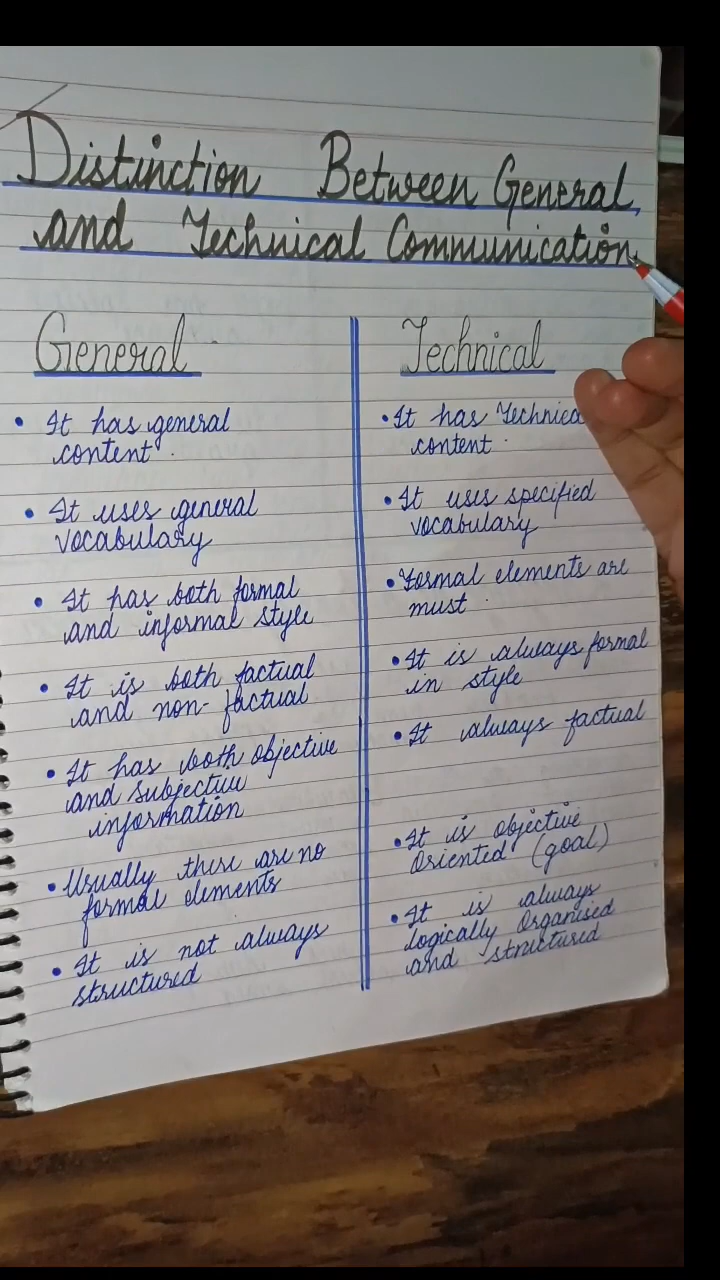 Distinction Between General,
and Technical Communication
General
• It has general
content.
• It uses general
vocabulary
• It has both formal
and informal style
• It is both factual
and non-factual
• It has both objective
and subjective
information
• Usually there are no
formal elements
• It is not always
structured
Technical
• It has Technical
content.
• It uses specified
vocabulary
• Formal elements are
must.
• It is always formal
in style
• It always factual
• It is objective
Oriented (goal)
• It is always
logically Organised
and structured